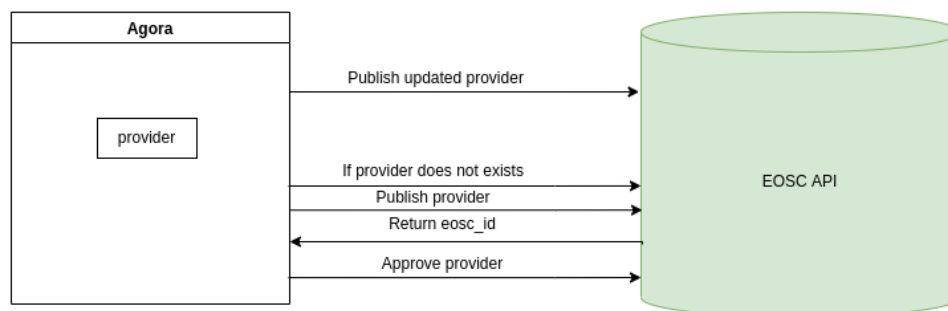 Agora
Publish updated provider
provider
If provider does not exists
EOSC API
Publish provider
Return eosc_id
Approve provider